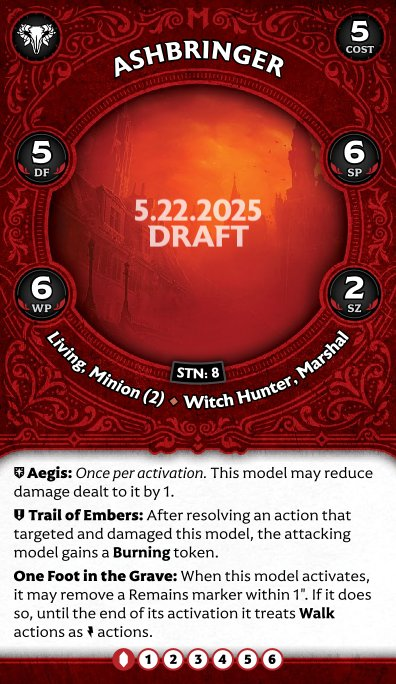 ASHBRINGER
5
COST
5
DF
6
SP
5.22.2025
DRAFT
6
WP
2
SZ
STN: 8
Living, Minion (2) ⬥ Witch Hunter, Marshal
Aegis: Once per activation. This model may reduce
damage dealt to it by 1.
Trail of Embers: After resolving an action that
targeted and damaged this model, the attacking
model gains a Burning token.
One Foot in the Grave: When this model activates,
it may remove a Remains marker within 1". If it does
so, until the end of its activation it treats Walk
actions as actions.
1 2 3 4 5 6